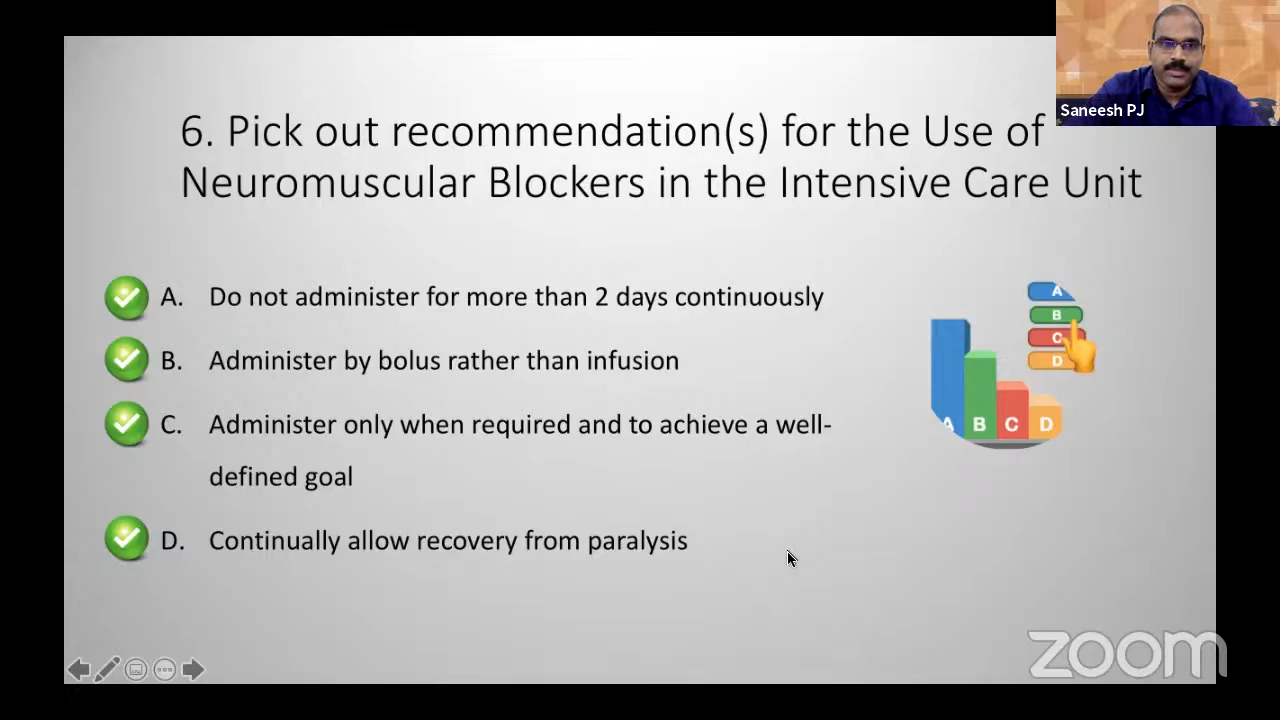 Saneesh PJ
6. Pick out recommendation(s) for the Use of
Neuromuscular Blockers in the Intensive Care Unit
A. Do not administer for more than 2 days continuously
B. Administer by bolus rather than infusion
C. Administer only when required and to achieve a well-
defined goal
D. Continually allow recovery from paralysis
A
B
C
D
A B C D
zoom